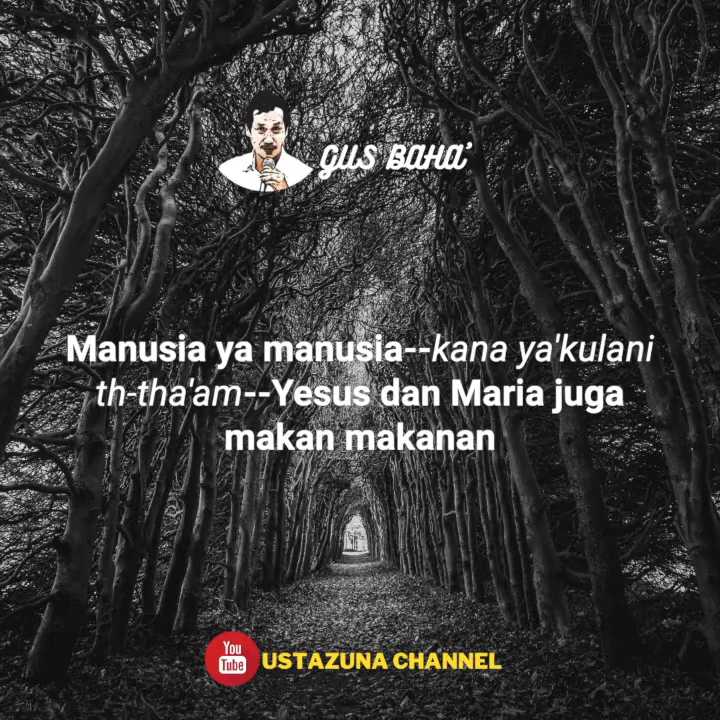 GUS BAHA'
Manusia ya manusia--kana ya'kulani
th-tha'am--Yesus dan Maria juga
makan makanan
You
Tube
USTAZUNA CHANNEL